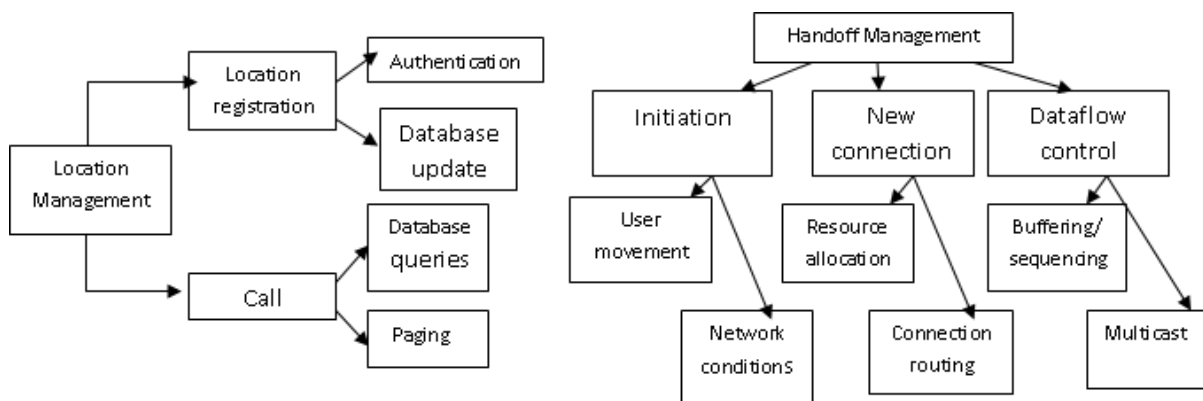 Location
Management
Location
registration
Authentication
Database
update
Call
Database
queries
Paging
Handoff Management
Initiation
New
connection
Dataflow
control
User
movement
Network
conditions
Resource
allocation
Connection
routing
Buffering/
sequencing
Multicast